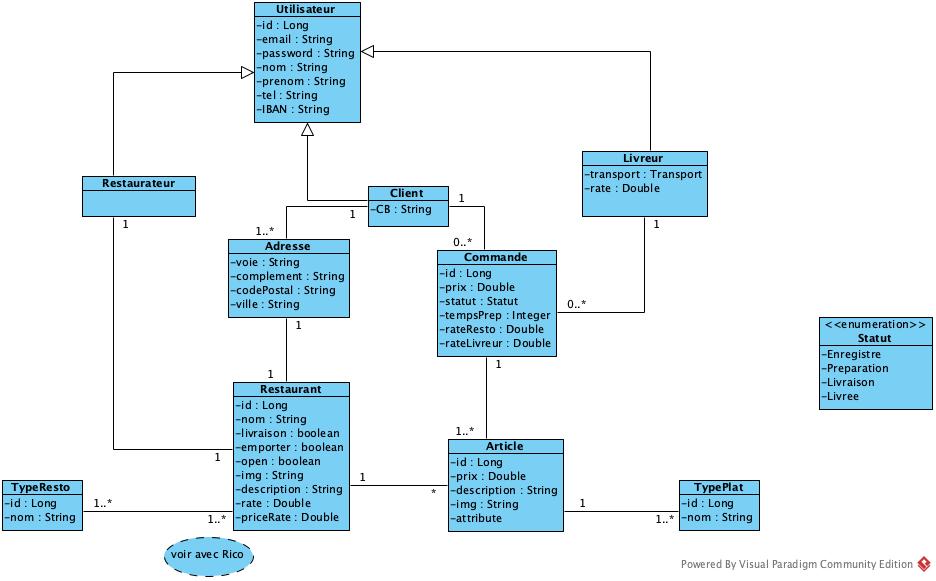 Utilisateur
-id : Long
-email : String
-password : String
-nom : String
-prenom : String
-tel : String
-IBAN : String
Livreur
-transport : Transport
-rate : Double
Restaurateur
Client
-CB : String
1
1
1
1
1..*
0..*
Adresse
-voie : String
-complement : String
-codePostal : String
-ville : String
Commande
-id : Long
-prix : Double
-statut : Statut
-tempsPrep : Integer
-rateResto : Double
-rateLivreur : Double
0..*
<<enumeration>>
Statut
-Enregistre
-Preparation
-Livraison
-Livree
1
1
1
1..*
Restaurant
-id : Long
-nom : String
-livraison : boolean
-emporter : boolean
-open : boolean
-img : String
-description : String
-rate : Double
-priceRate : Double
1
Article
-id : Long
-prix : Double
-description : String
-img : String
-attribute
1
*
TypeResto
-id : Long
-nom : String
1..*
1..*
TypePlat
-id : Long
-nom : String
1
1..*
voir avec Rico
Powered By Visual Paradigm Community Edition